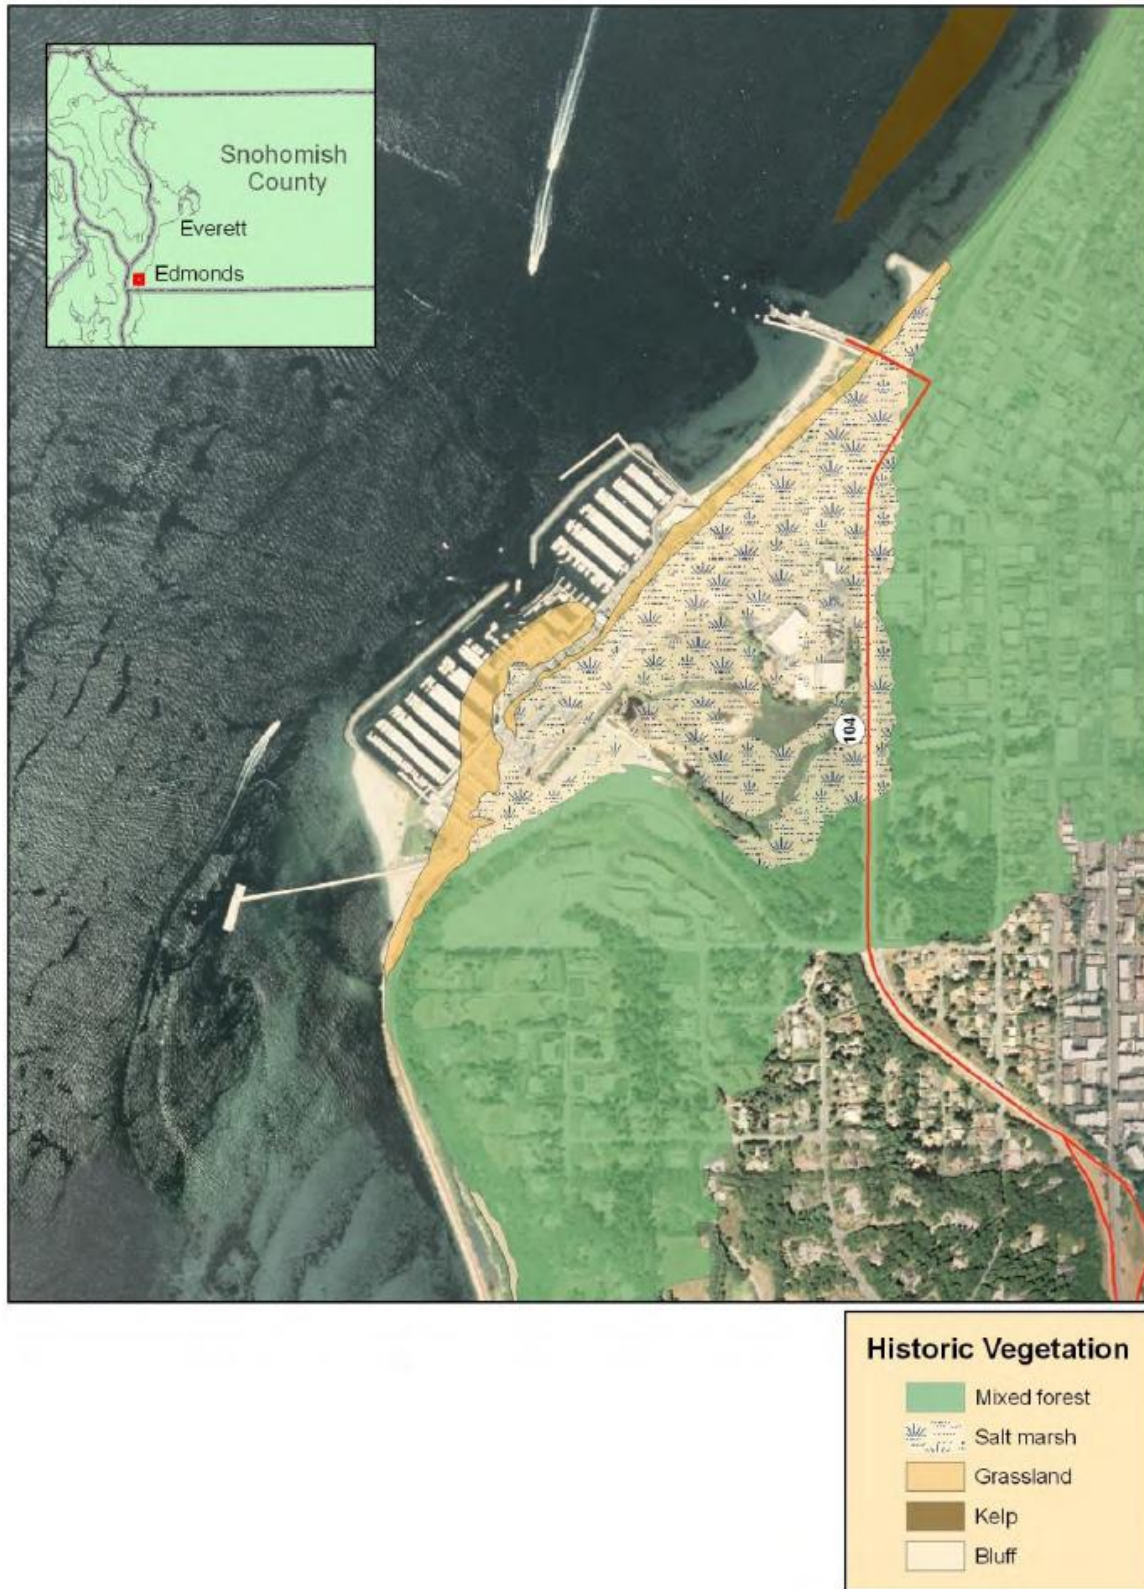 Snohomish
County
Everett
Edmonds
104
Historic Vegetation
Mixed forest
Salt marsh
Grassland
Kelp
Bluff